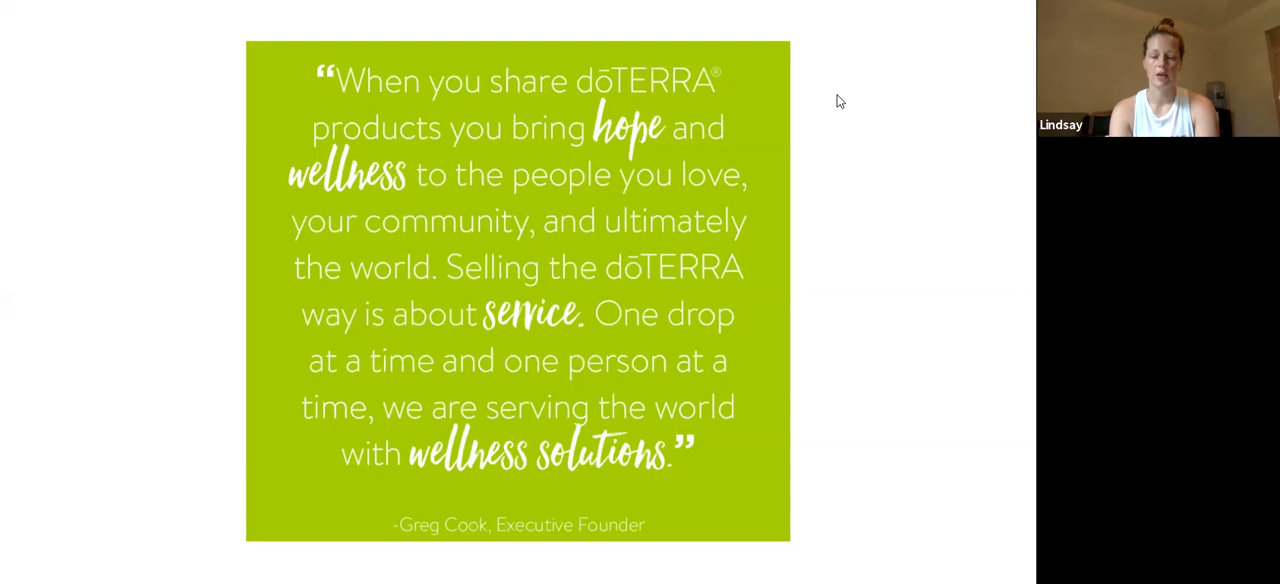 “When you share dōTERRA®
products you bring hope and
wellness to the people you love,
your community, and ultimately
the world. Selling the dōTERRA
way is about service. One drop
at a time and one person at a
time, we are serving the world
with wellness solutions.”
-Greg Cook, Executive Founder
Lindsay